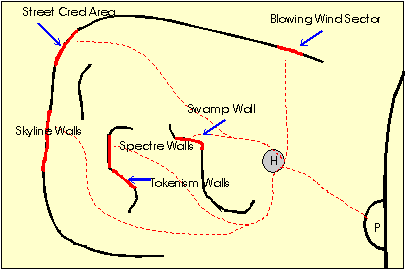 Street Cred Area
Blowing Wind Sector
Swamp Wall
Skyline Walls
Spectre Walls
H
Tokenism Walls
P